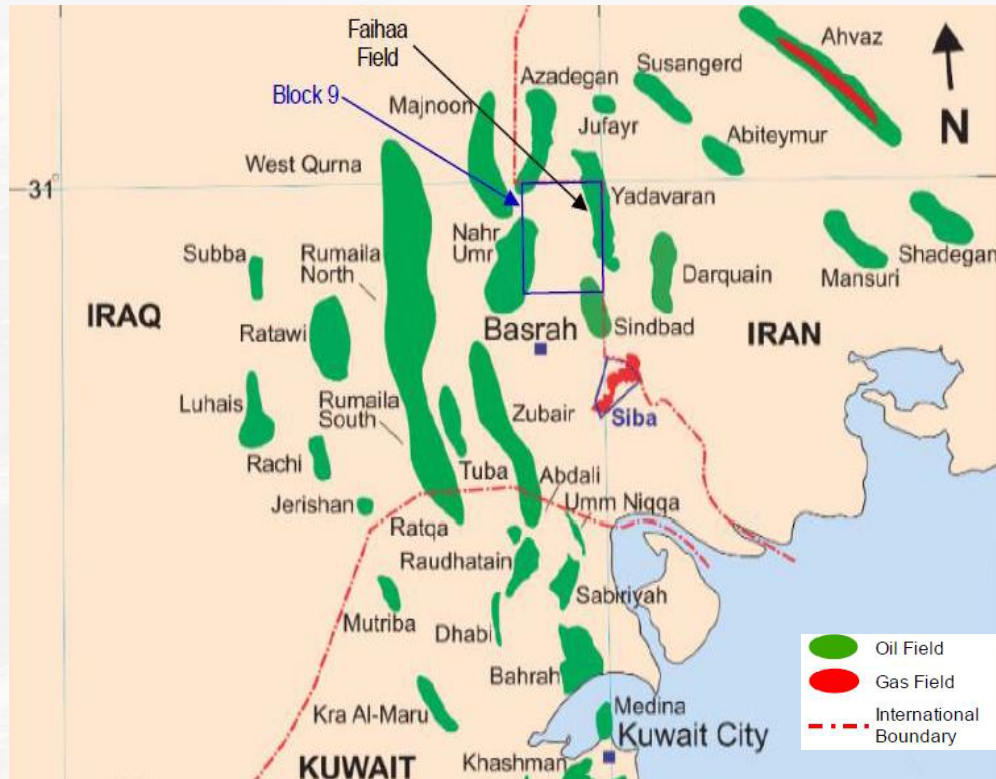 Faihaa
Field
Ahvaz
Azadegan
Susangerd
Block 9
Majnoon
Jufayr
Abiteymur
N
West Qurna
31°
Yadavaran
Nahr
Umr
Subba
Rumaila
North
Darquain
Mansuri
Shadegan
IRAQ
Ratawi
Basrah
Sindbad
IRAN
Luhais
Rumaila
South
Zubair
Siba
Rachi
Tuba
Abdali
Umm Niqqa
Jerishan
Ratqa
Raudhatain
Sabiriyah
Mutriba
Dhabi
Oil Field
Bahrah
Gas Field
Kra Al-Maru
Medina
International
Boundary
Kuwait City
KUWAIT
Khashman